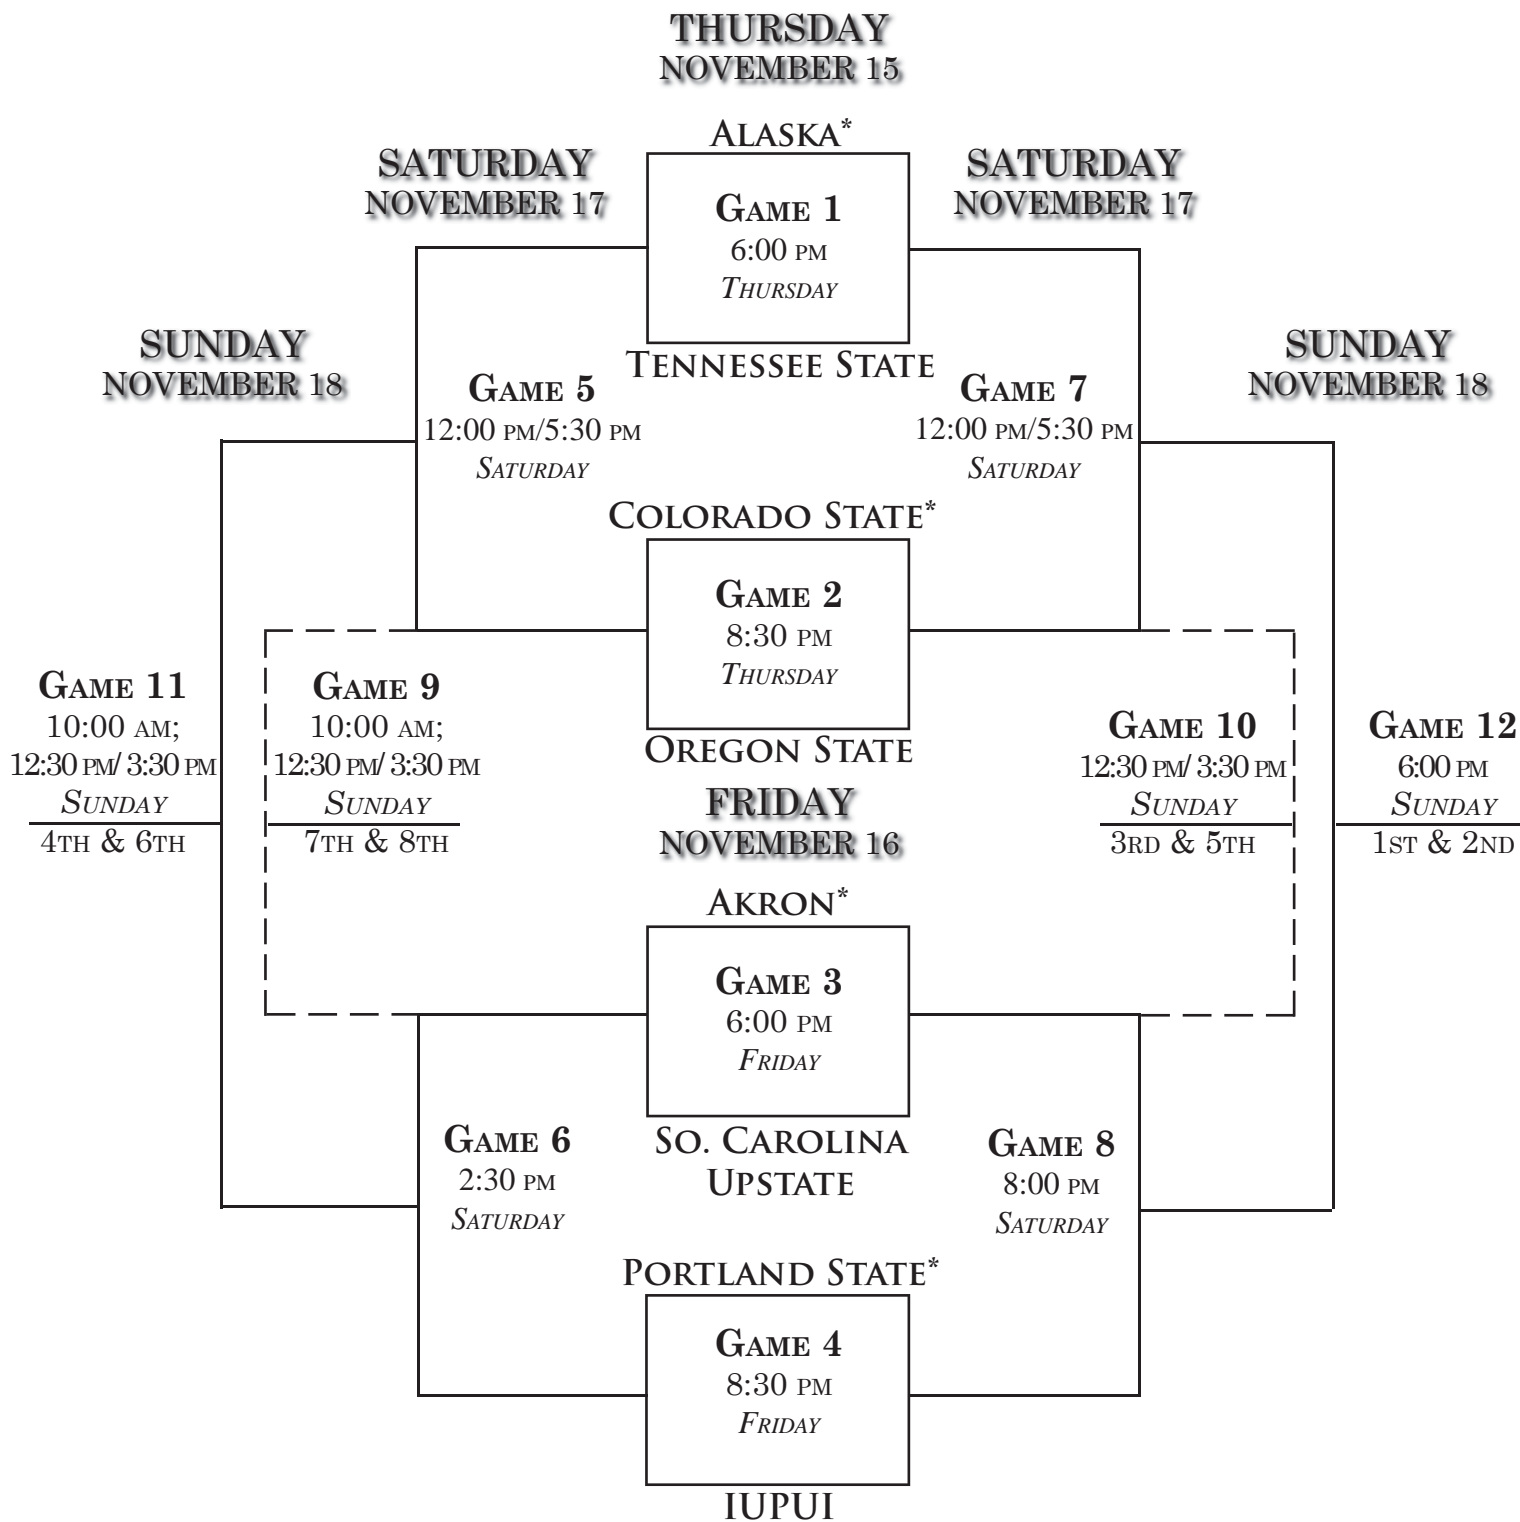 THURSDAY
NOVEMBER 15
Alaska*
SATURDAY
NOVEMBER 17
SATURDAY
NOVEMBER 17
Game 1
6:00 pm
Thursday
Tennessee State
SUNDAY
NOVEMBER 18
SUNDAY
NOVEMBER 18
Game 5
12:00 pm/5:30 pm
Saturday
Game 7
12:00 pm/5:30 pm
Saturday
Colorado State*
Game 2
8:30 pm
Thursday
Oregon State
Game 11
10:00 am;
12:30 pm/ 3:30 pm
Sunday
4th & 6th
Game 9
10:00 am;
12:30 pm/ 3:30 pm
Sunday
7th & 8th
Game 10
12:30 pm/ 3:30 pm
Sunday
3rd & 5th
Game 12
6:00 pm
Sunday
1st & 2nd
FRIDAY
NOVEMBER 16
Akron*
Game 3
6:00 pm
Friday
So. Carolina
Upstate
Game 6
2:30 pm
Saturday
Game 8
8:00 pm
Saturday
Portland State*
Game 4
8:30 pm
Friday
IUPUI